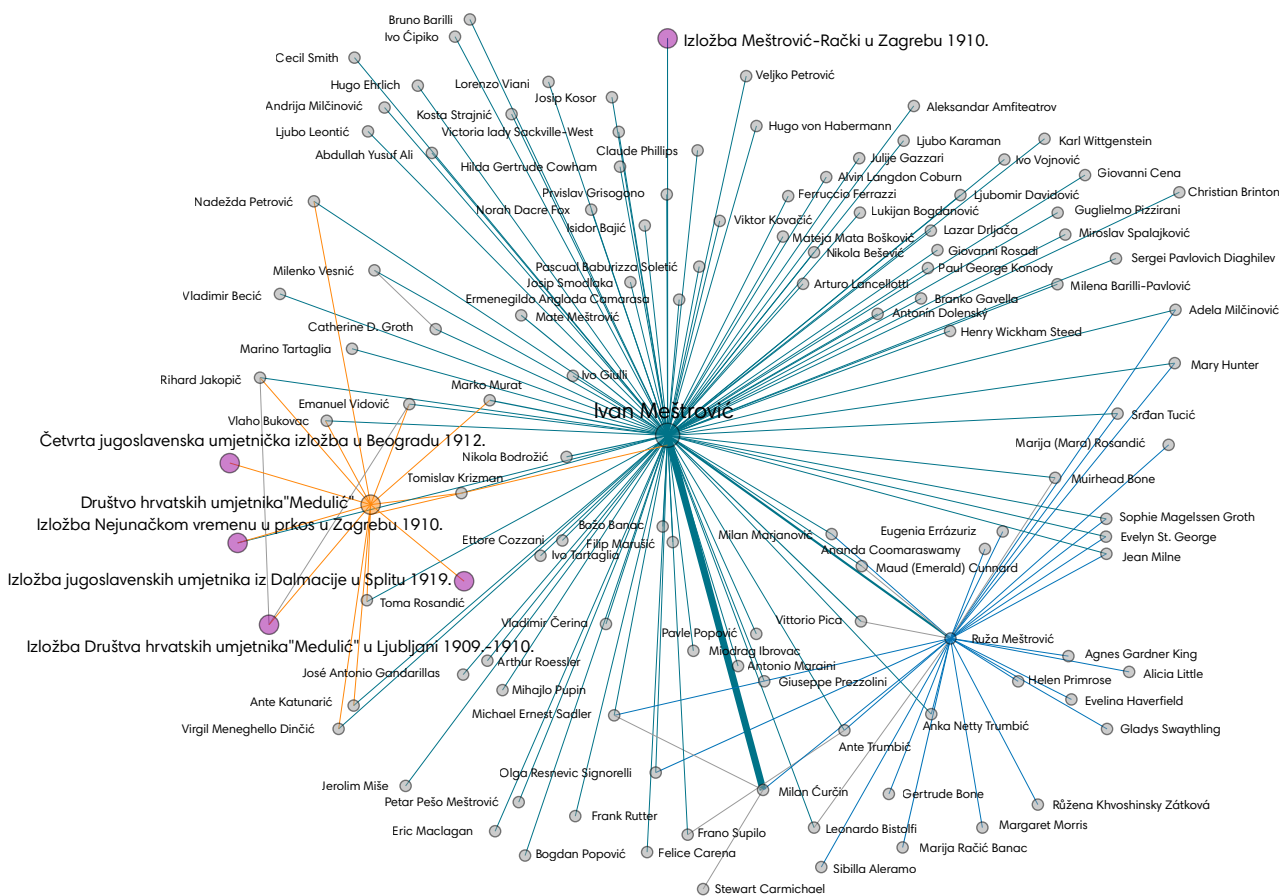 Bruno Barilli
Ivo Ćipiko
Izložba Meštrović-Rački u Zagrebu 1910.
Cecil Smith
Veljko Petrović
Hugo Ehrlich
Lorenzo Viani
Josip Kosor
Andrija Milčinović
Kosta Strajnić
Aleksandar Amfiteatrov
Ljubo Leontić
Victoria lady Sackville-West
Hugo von Habermann
Ljubo Karaman
Karl Wittgenstein
Abdullah Yusuf Ali
Claude Phillips
Julije Gazzari
Ivo Vojnović
Hilda Gertrude Cowham
Alvin Langdon Coburn
Giovanni Cena
Nadežda Petrović
Prvislav Grisogono
Ferruccio Ferrazzi
Ljubomir Davidović
Christian Brinton
Norah Dacre Fox
Viktor Kovačić
Lukijan Bogdanović
Guglielmo Pizzirani
Isidor Bajić
Mateja Mata Bošković
Lazar Drljača
Miroslav Spalajković
Nikola Bešević
Giovanni Rosadi
Sergei Pavlovich Diaghilev
Milenko Vesnić
Pascual Baburizza Soletić
Paul George Konody
Josip Smodlaka
Arturo Lancellotti
Milena Barilli-Pavlović
Vladimir Becić
Ermenegildo Anglada Camarasa
Branko Gavella
Adela Milčinović
Mate Meštrović
Antonín Dolenský
Catherine D. Groth
Henry Wickham Steed
Marino Tartaglia
Mary Hunter
Rihard Jakopič
Marko Murat
Ivo Giulli
Emanuel Vidović
Ivan Meštrović
Srđan Tucić
Vlaho Bukovac
Četvrta jugoslavenska umjetnička izložba u Beogradu 1912.
Marija (Mara) Rosandić
Nikola Bodrožić
Tomislav Krizman
Muirhead Bone
Društvo hrvatskih umjetnika"Medulić"
Izložba Nejunačkom vremenu u prkos u Zagrebu 1910.
Božo Banac
Milan Marjanović
Eugenia Errázuriz
Sophie Magelssen Groth
Ettore Cozzani
Filip Marušić
Ananda Coomaraswamy
Evelyn St. George
Ivo Tartaglia
Maud (Emerald) Cunnard
Jean Milne
Izložba jugoslavenskih umjetnika iz Dalmacije u Splitu 1919.
Toma Rosandić
Vladimir Čerina
Pavle Popović
Vittorio Pica
Ruža Meštrović
Izložba Društva hrvatskih umjetnika"Medulić" u Ljubljani 1909.-1910.
Miodrag Ibrovac
Agnes Gardner King
Arthur Roessler
Antonio Maraini
Alicia Little
José Antonio Gandarillas
Giuseppe Prezzolini
Helen Primrose
Mihajlo Pupin
Evelina Haverfield
Ante Katunarić
Michael Ernest Sadler
Anka Netty Trumbić
Virgil Meneghello Dinčić
Gladys Swaythling
Ante Trumbić
Olga Resnevic Signorelli
Jerolim Miše
Milan Ćurčin
Gertrude Bone
Petar Pešo Meštrović
Růžena Khvoshinsky Zátková
Frank Rutter
Eric Maclagan
Frano Supilo
Leonardo Bistolfi
Margaret Morris
Marija Račić Banac
Bogdan Popović
Felice Carena
Sibilla Aleramo
Stewart Carmichael